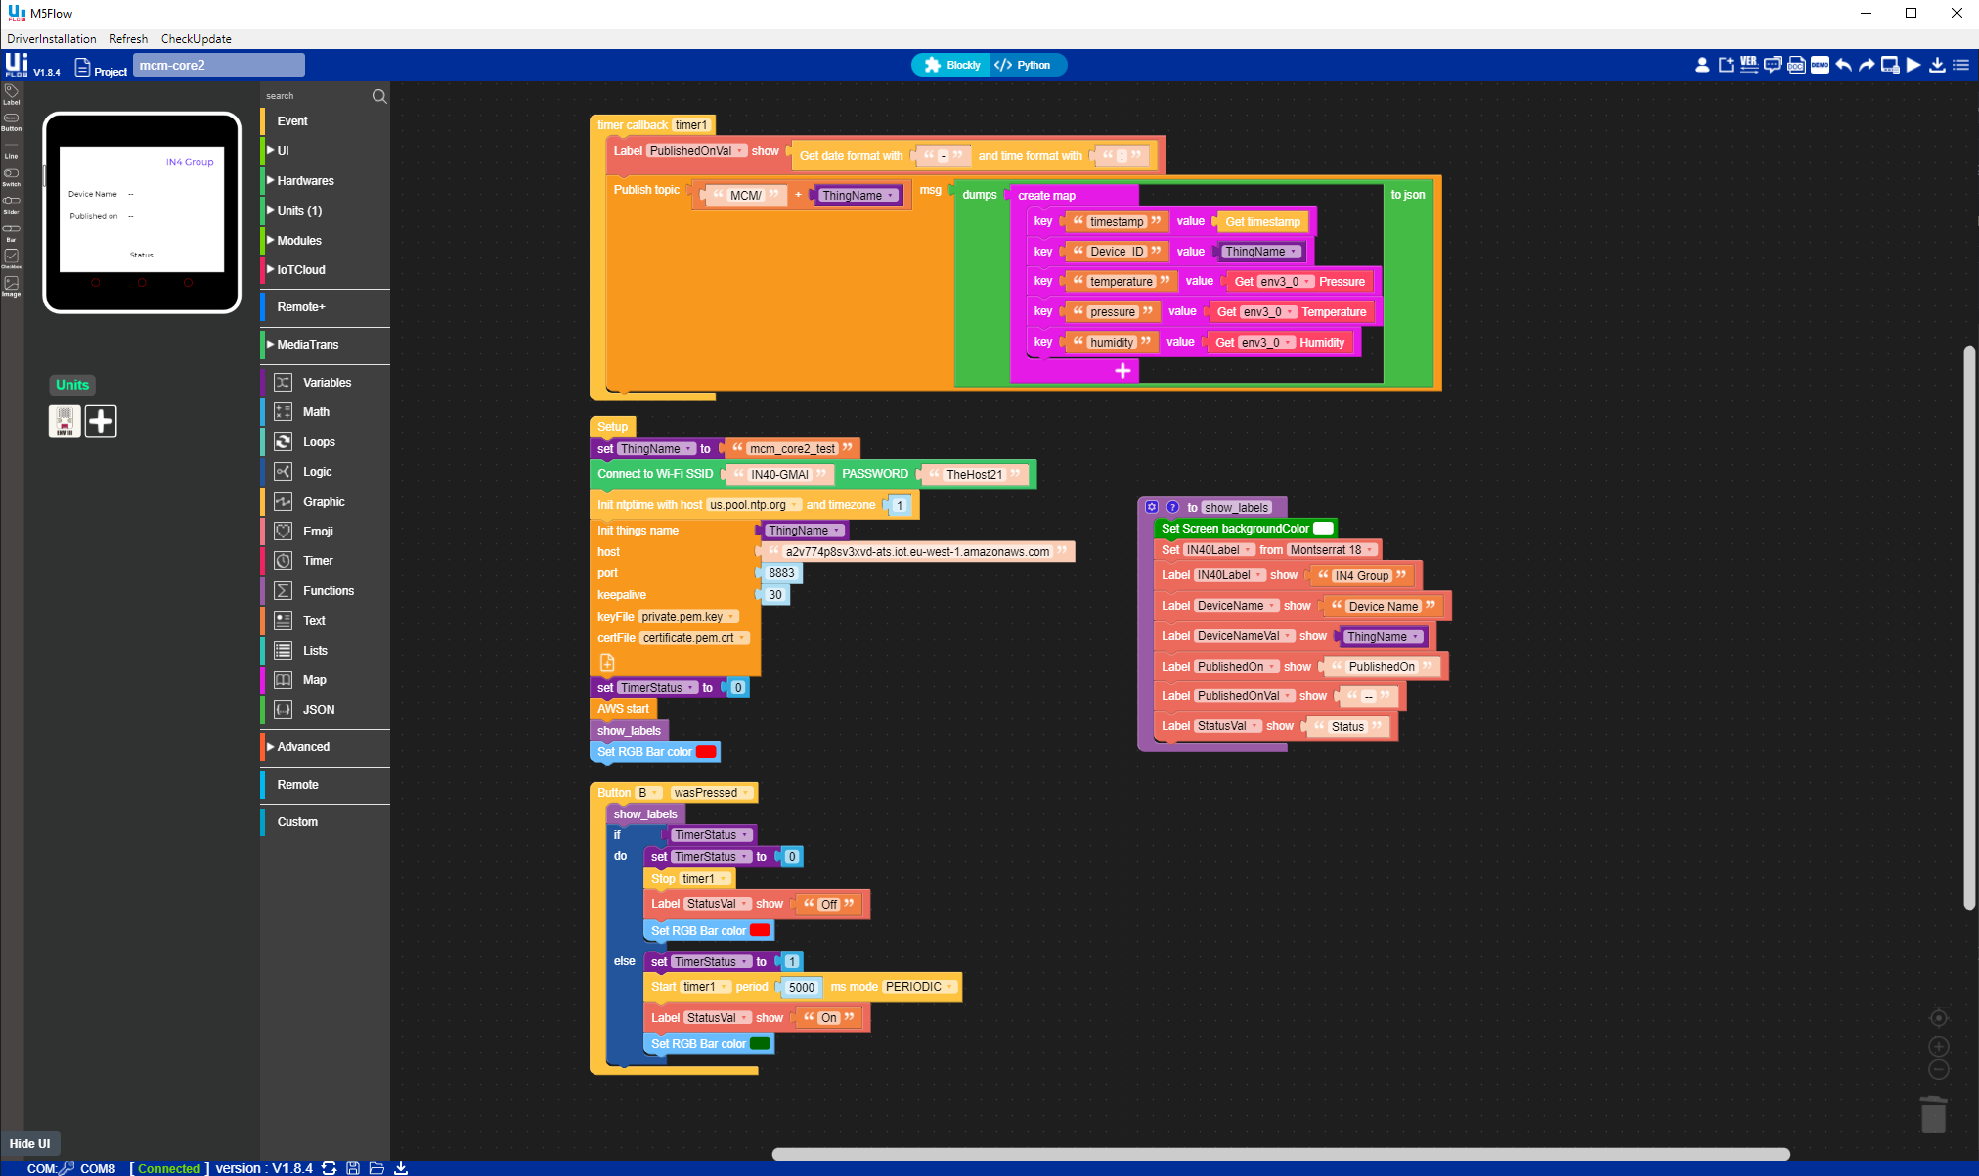 M5Flow
DriverInstallation Refresh CheckUpdate
UiFLOW V1.8.4 Project mcm-core2 Blockly </> Python VER. DOC DEMO
Label
Button
Line
Switch
Slider
Bar
Checkbox
Image
IN4 Group
Device Name --
Published on --
Status
Units
ENV III
Hide UI
search
Event
UI
Hardwares
Units (1)
Modules
IoTCloud
Remote+
MediaTrans
Variables
Math
Loops
Logic
Graphic
Emoji
Timer
Functions
Text
Lists
Map
JSON
Advanced
Remote
Custom
timer callback timer1
Label PublishedOnVal show Get date format with “ - ” and time format with “ : ”
Publish topic “ MCM/ ” + ThingName msg dumps create map to json
key “ timestamp ” value Get timestamp
key “ Device_ID ” value ThingName
key “ temperature ” value Get env3_0 Pressure
key “ pressure ” value Get env3_0 Temperature
key “ humidity ” value Get env3_0 Humidity
+
Setup
set ThingName to “ mcm_core2_test ”
Connect to Wi-Fi SSID “ IN40-GMAI ” PASSWORD “ TheHost21 ”
Init ntptime with host us.pool.ntp.org and timezone 1
Init things name ThingName
host “ a2v774p8sv3xvd-ats.iot.eu-west-1.amazonaws.com ”
port 8883
keepalive 30
keyFile private.pem.key
certFile certificate.pem.crt
set TimerStatus to 0
AWS start
show_labels
Set RGB Bar color
Button B wasPressed
show_labels
if TimerStatus
do set TimerStatus to 0
Stop timer1
Label StatusVal show “ Off ”
Set RGB Bar color
else set TimerStatus to 1
Start timer1 period 5000 ms mode PERIODIC
Label StatusVal show “ On ”
Set RGB Bar color
? to show_labels
Set Screen backgroundColor
Set IN40Label from Montserrat 18
Label IN40Label show “ IN4 Group ”
Label DeviceName show “ Device Name ”
Label DeviceNameVal show ThingName
Label PublishedOn show “ PublishedOn ”
Label PublishedOnVal show “ -- ”
Label StatusVal show “ Status ”
COM: COM8 [ Connected ] version : V1.8.4